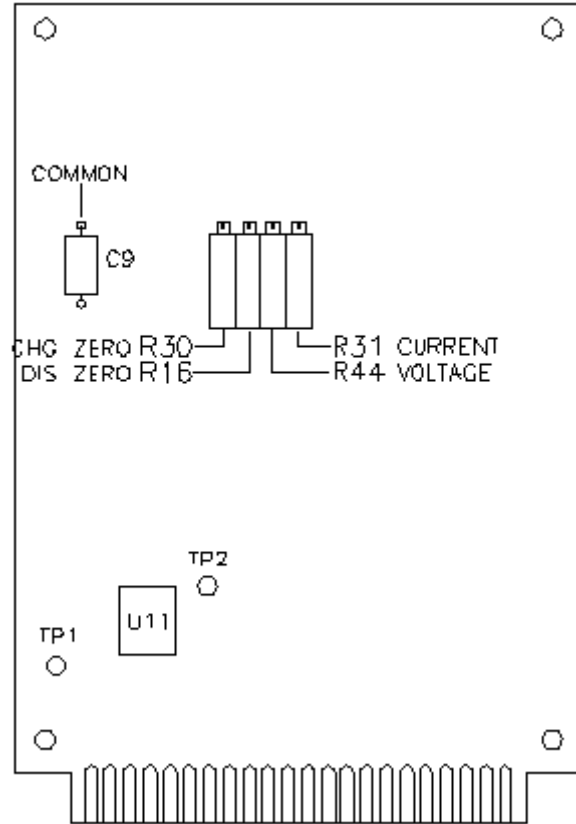 COMMON
C9
CHG ZERO R30 R31 CURRENT
DIS ZERO R16 R44 VOLTAGE
TP2
U11
TP1